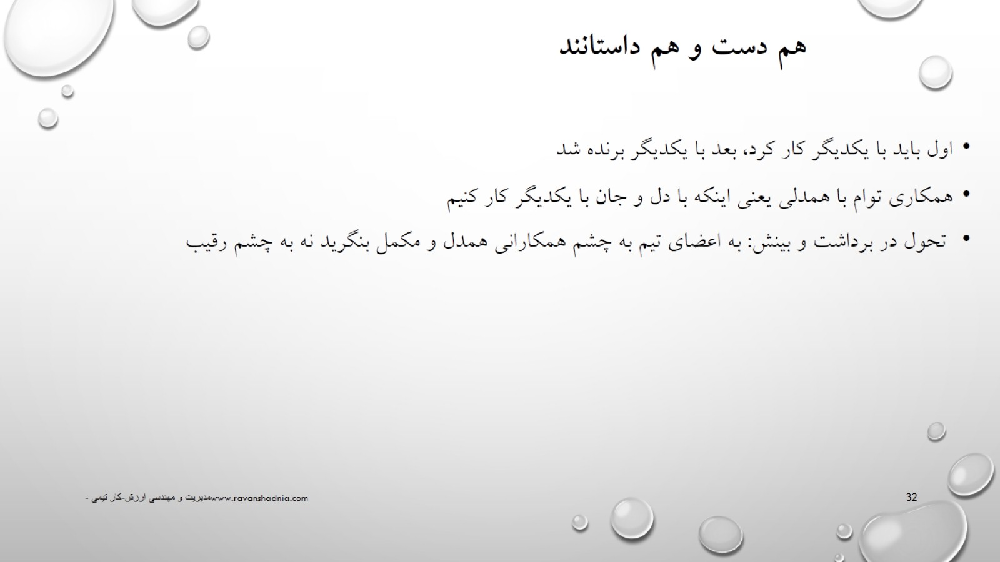 هم دست و هم داستانند
• اول باید با یکدیگر کار کرد، بعد با یکدیگر برنده شد
• همکاری توام با همدلی یعنی اینکه با دل و جان با یکدیگر کار کنیم
• تحول در برداشت و بینش: به اعضای تیم به چشم همکارانی همدل و مکمل بنگرید نه به چشم رقیب
مدیریت و مهندسی ارزش-کار تیمی - www.ravanshadnia.com
32